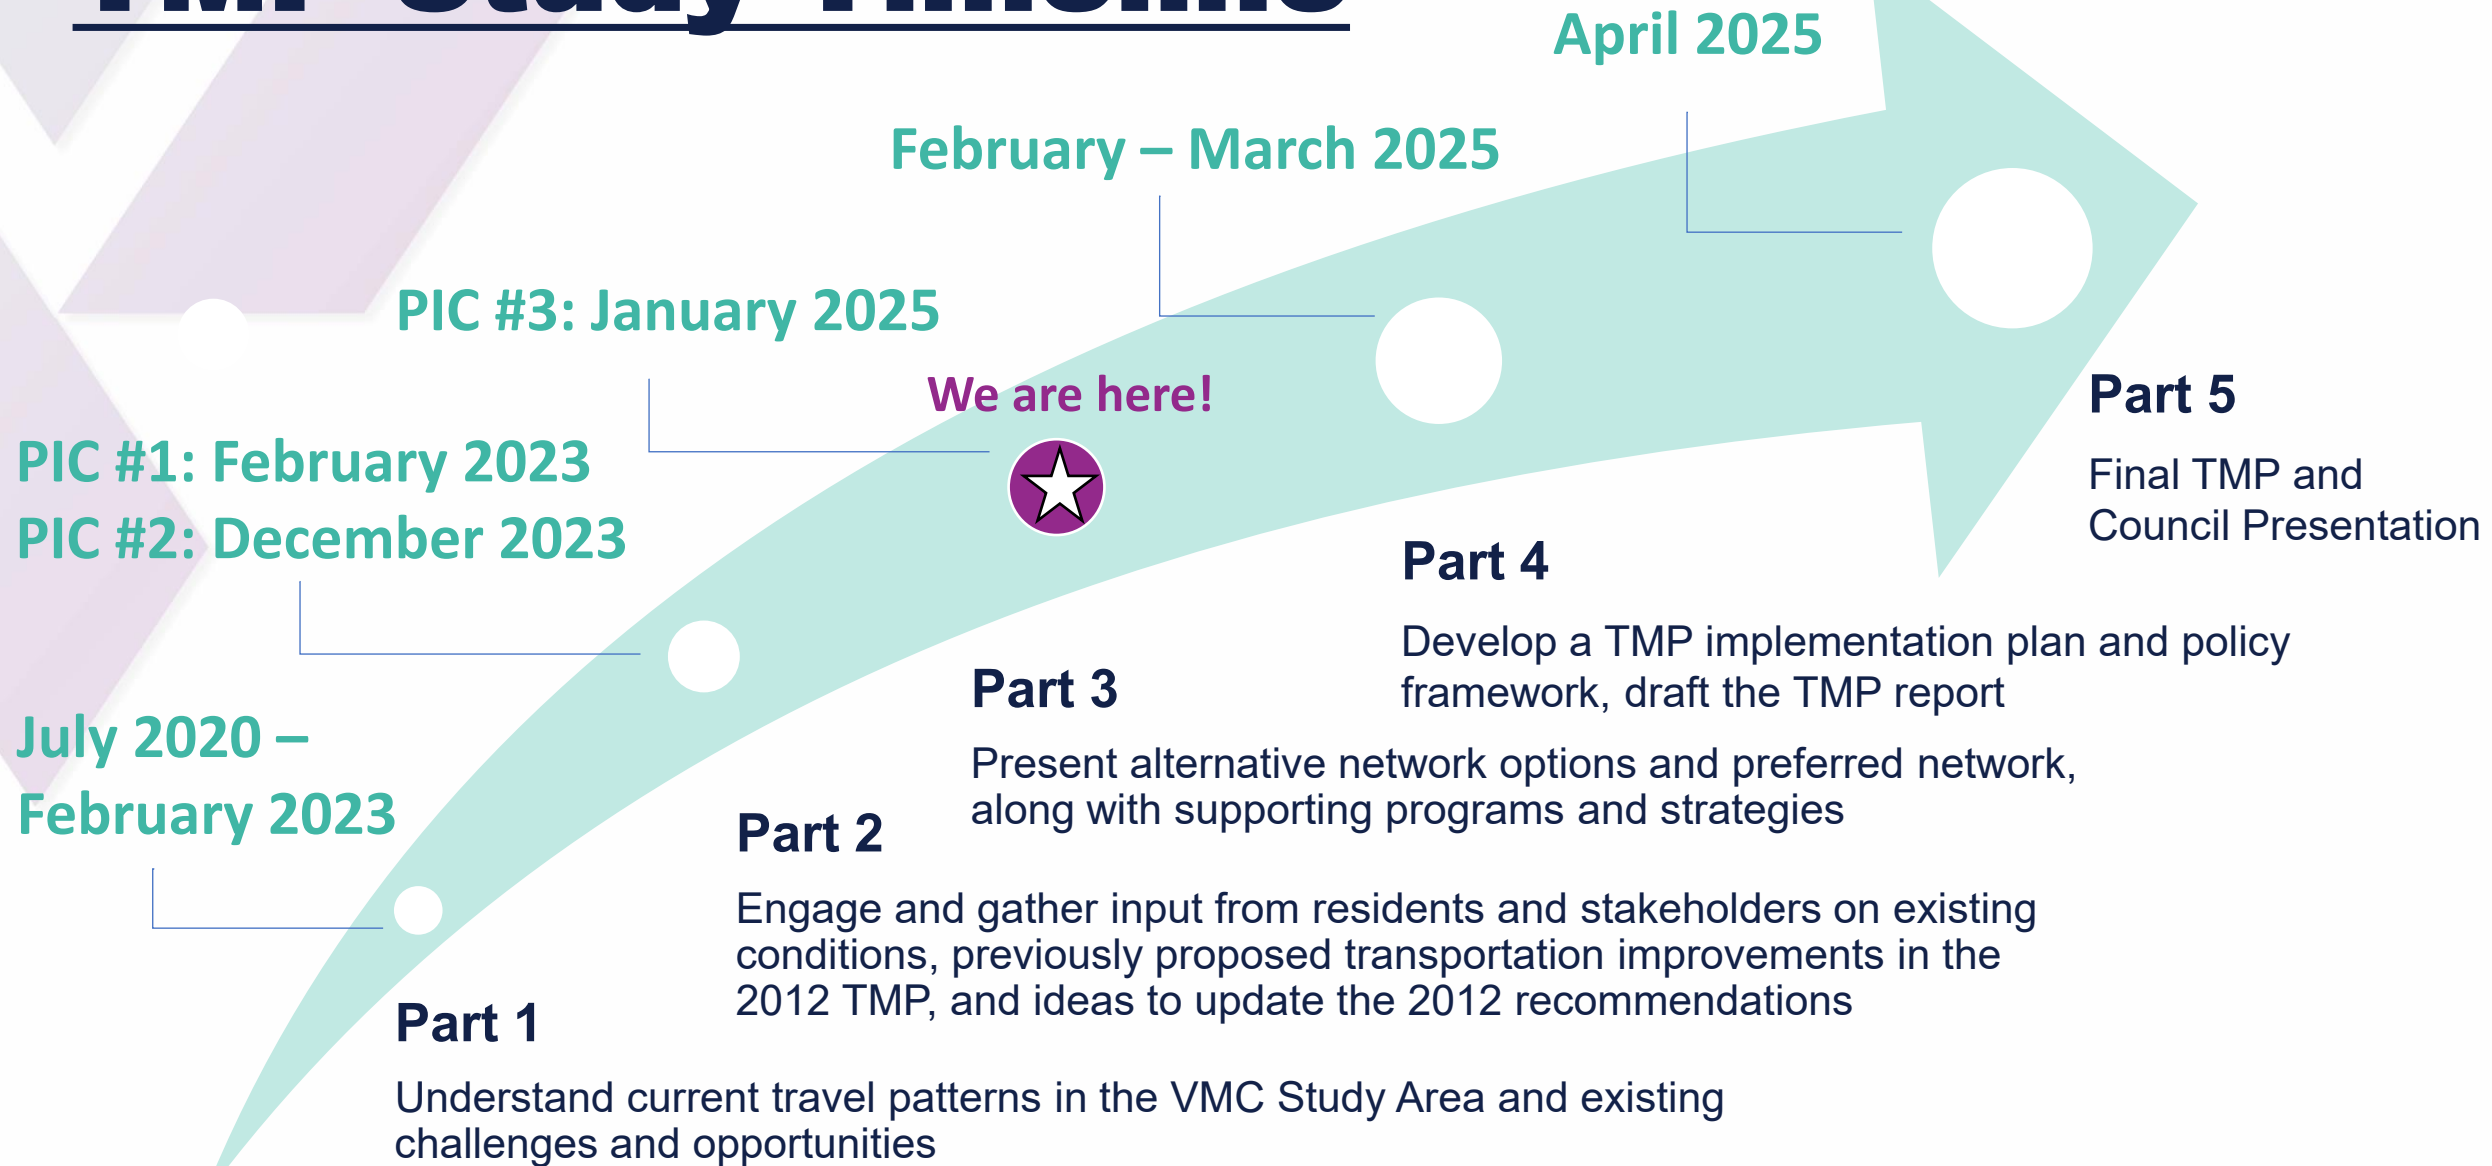 TMP Study Timeline
April 2025
February – March 2025
PIC #3: January 2025
We are here!
PIC #1: February 2023
PIC #2: December 2023
July 2020 –
February 2023
Part 5
Final TMP and
Council Presentation
Part 4
Develop a TMP implementation plan and policy
framework, draft the TMP report
Part 3
Present alternative network options and preferred network,
along with supporting programs and strategies
Part 2
Engage and gather input from residents and stakeholders on existing
conditions, previously proposed transportation improvements in the
2012 TMP, and ideas to update the 2012 recommendations
Part 1
Understand current travel patterns in the VMC Study Area and existing
challenges and opportunities